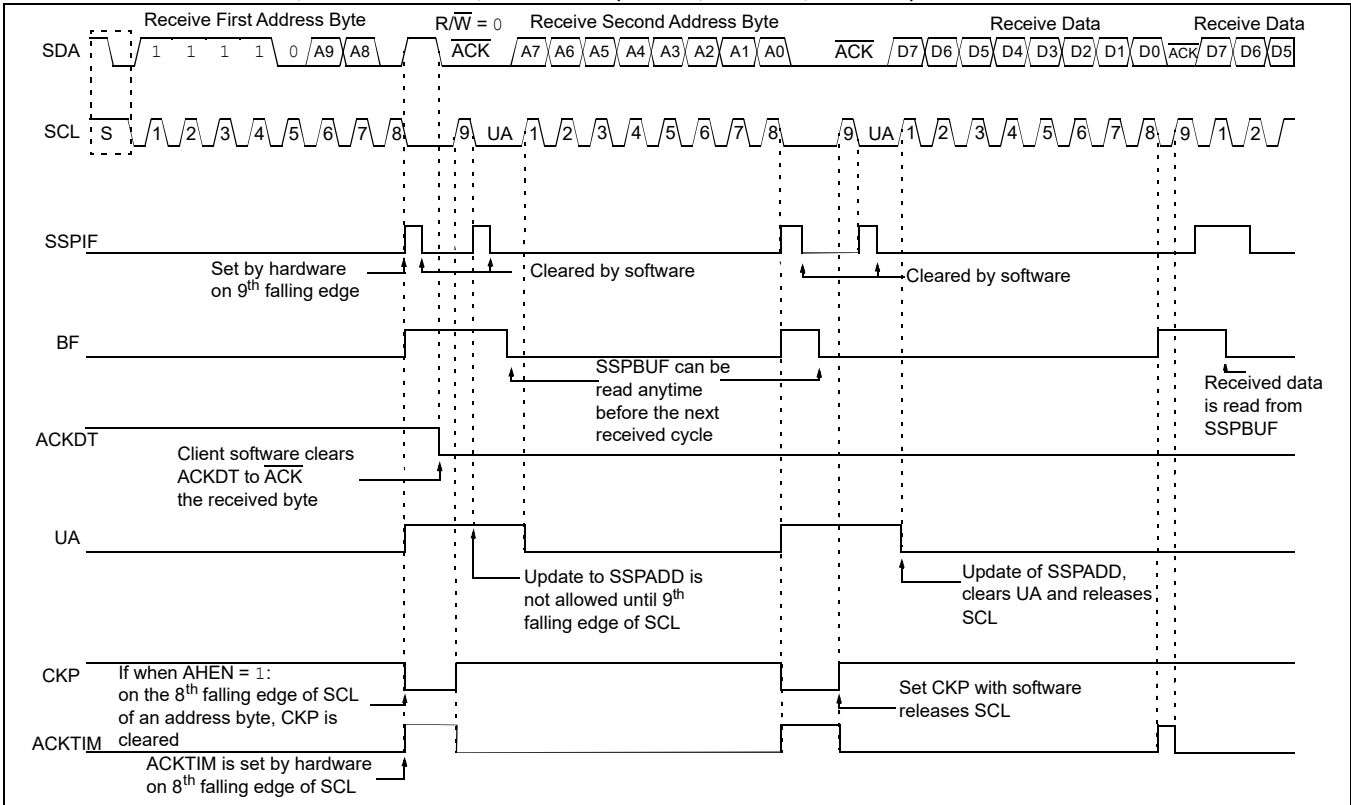 Receive First Address Byte
R/W = 0
Receive Second Address Byte
Receive Data
Receive Data
SDA
1 1 1 1 0 A9 A8
ACK
A7 A6 A5 A4 A3 A2 A1 A0
ACK
D7 D6 D5 D4 D3 D2 D1 D0
ACK
D7 D6 D5
SCL
S
1 2 3 4 5 6 7 8 9
UA
1 2 3 4 5 6 7 8 9
UA
1 2 3 4 5 6 7 8 9
1 2
SSPIF
Set by hardware
on 9th falling edge
Cleared by software
Cleared by software
BF
SSPBUF can be
read anytime
before the next
received cycle
Received data
is read from
SSPBUF
ACKDT
Client software clears
ACKDT to ACK
the received byte
UA
Update to SSPADD is
not allowed until 9th
falling edge of SCL
Update of SSPADD,
clears UA and releases
SCL
CKP
If when AHEN = 1:
on the 8th falling edge of SCL
of an address byte, CKP is
cleared
Set CKP with software
releases SCL
ACKTIM
ACKTIM is set by hardware
on 8th falling edge of SCL